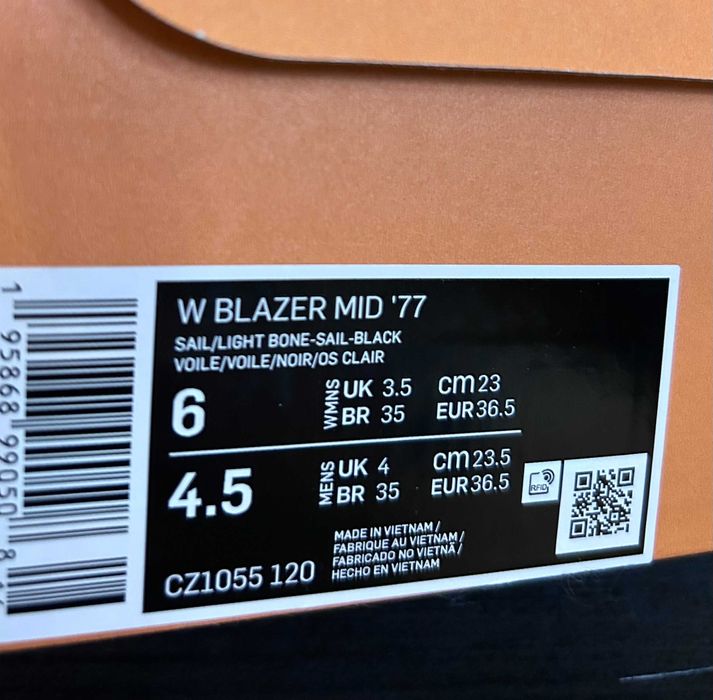 W BLAZER MID '77
SAIL/LIGHT BONE-SAIL-BLACK
VOILE/VOILE/NOIR/OS CLAIR
6 WMNS UK 3.5 cm 23
BR 35 EUR 36.5
4.5 MENS UK 4 cm 23.5
BR 35 EUR 36.5
RFID
MADE IN VIETNAM /
FABRIQUE AU VIETNAM /
FABRICADO NO VIETNÃ /
HECHO EN VIETNAM
CZ1055 120
1 95868 99050 8